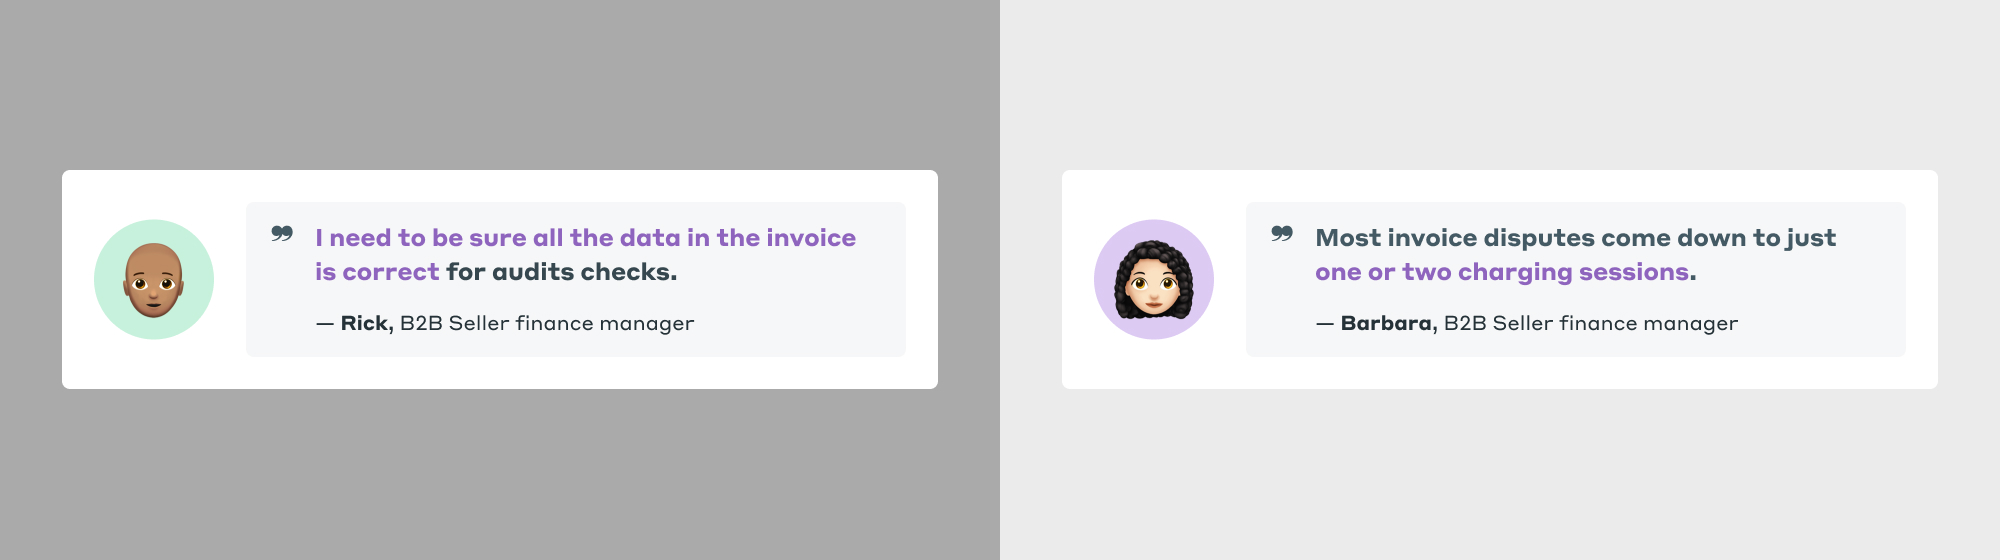 ❞ I need to be sure all the data in the invoice
is correct for audits checks.
— Rick, B2B Seller finance manager
❞ Most invoice disputes come down to just
one or two charging sessions.
— Barbara, B2B Seller finance manager